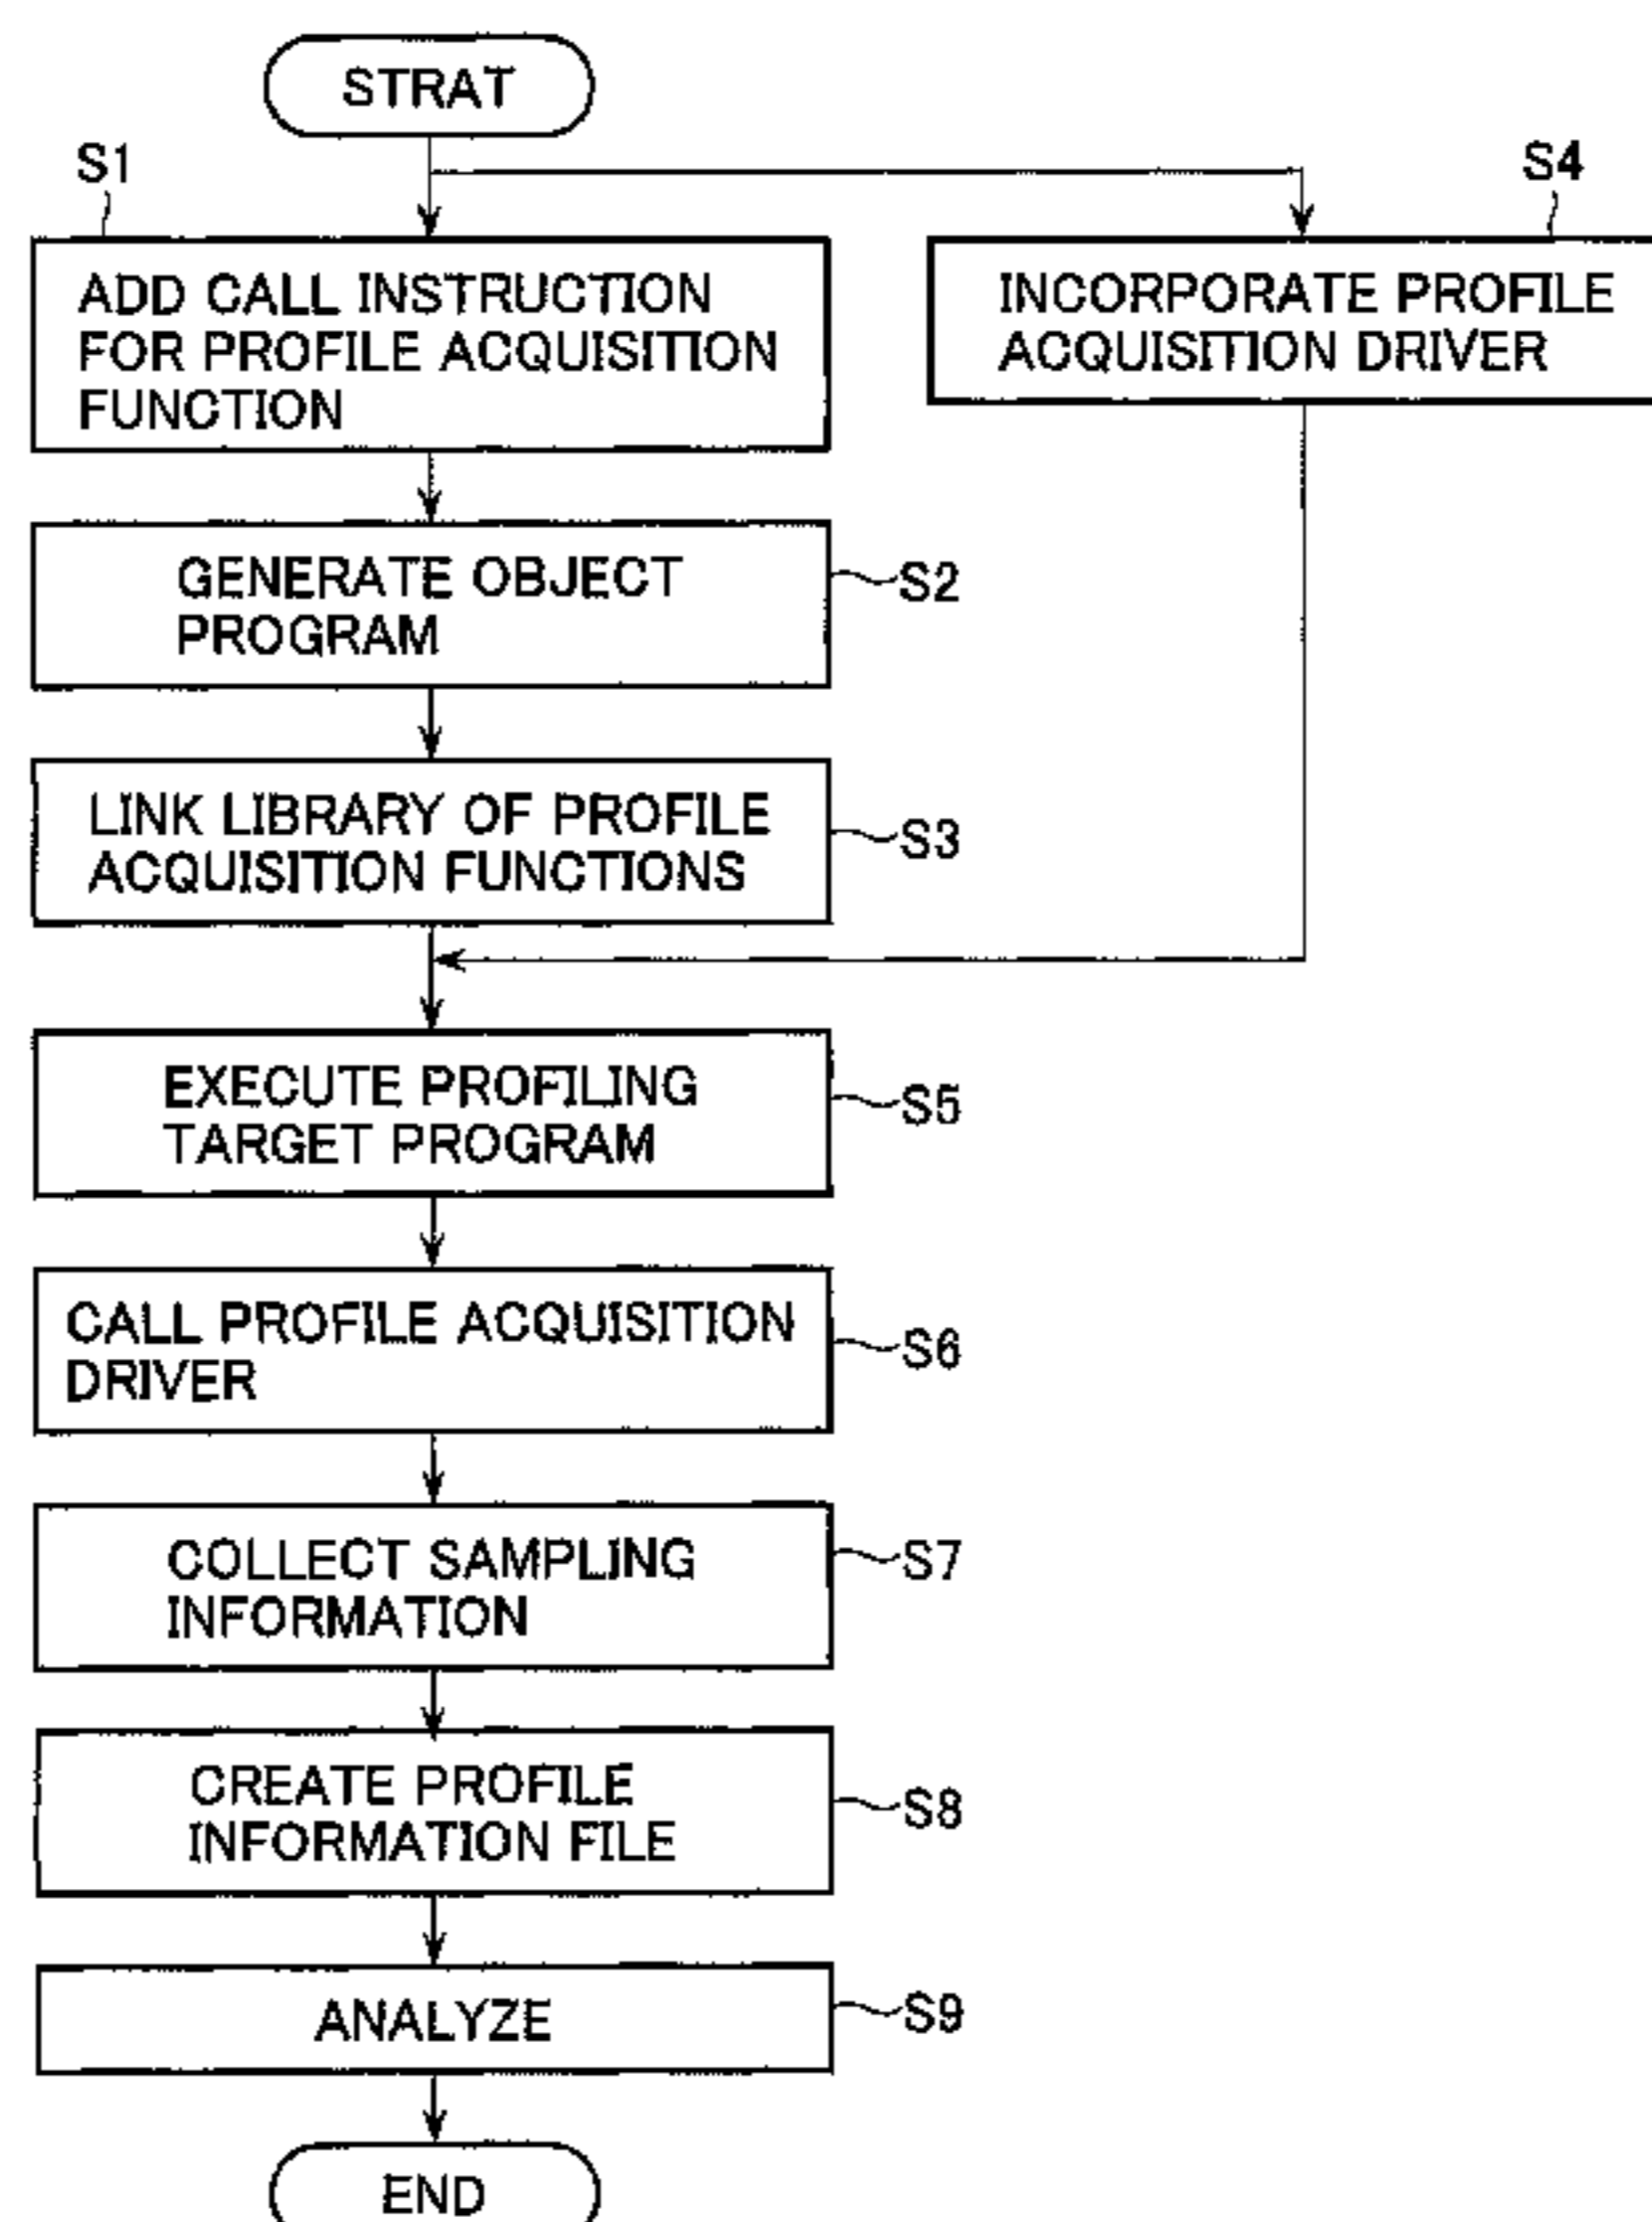 STRAT
S1
S4
ADD CALL INSTRUCTION
FOR PROFILE ACQUISITION
FUNCTION
INCORPORATE PROFILE
ACQUISITION DRIVER
GENERATE OBJECT
PROGRAM
S2
LINK LIBRARY OF PROFILE
ACQUISITION FUNCTIONS
S3
EXECUTE PROFILING
TARGET PROGRAM
S5
CALL PROFILE ACQUISITION
DRIVER
S6
COLLECT SAMPLING
INFORMATION
S7
CREATE PROFILE
INFORMATION FILE
S8
ANALYZE
S9
END